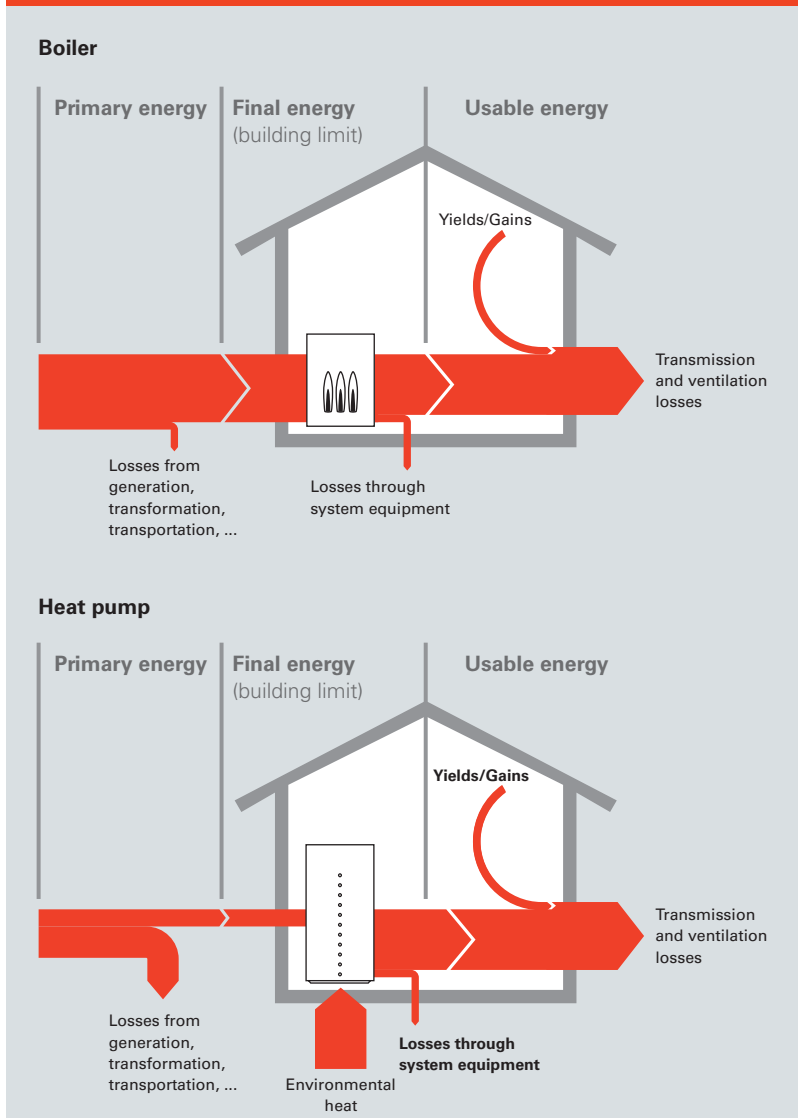 Boiler
Primary energy
Final energy
(building limit)
Usable energy
Yields/Gains
Transmission
and ventilation
losses
Losses from
generation,
transformation,
transportation, ...
Losses through
system equipment
Heat pump
Primary energy
Final energy
(building limit)
Usable energy
Yields/Gains
Transmission
and ventilation
losses
Losses from
generation,
transformation,
transportation, ...
Losses through
system equipment
Environmental
heat